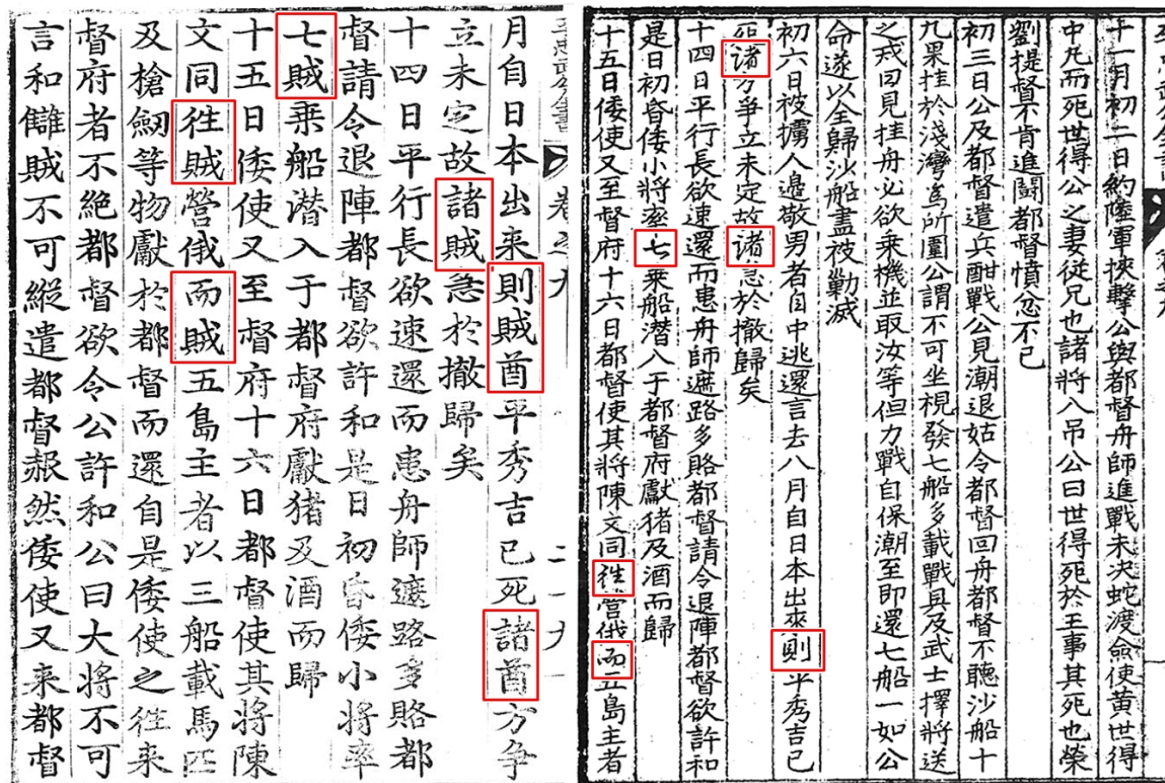 月自日本出来則賊酋平秀吉已死諸酋方爭
立未定故諸賊急於撤歸矣
十四日平行長欲速還而患舟師遮路多賂都
督請令退陣都督欲許和是日初昏倭小將率
七賊乘船潜入于都督府獻猪及酒而歸
十五日倭使又至督府十六日都督使其將陳
文同徃賊營俄而賊五島主者以三船載馬匹
及槍釰等物獻於都督而還自是倭使之徃来
督府者不絶都督欲令公許和公曰大將不可
言和讎賊不可縦遣都督赧然倭使又来都督
十一月初二日約陸軍挾擊公與都督舟師進戰未决蛇渡僉使黄世得
中丸而死世得公之妻從兄也諸將入吊公曰世得死於王事其死也榮
劉提督不肯進鬪都督憤忿不已
初三日公及都督遣兵酣戰公見潮退姑令都督回舟都督不聽沙船十
九果挂於淺灣爲所圍公謂不可坐視發七船多載戰具及武士擇將送
之戒曰見挂舟必欲乘機並取汝等但力戰自保潮至即還七船一如公
命遂以全歸沙船盡被勦滅
初六日被擄人邊敬男者自中逃還言去八月自日本出來則平秀吉已
死諸方爭立未定故諸急於撤歸矣
十四日平行長欲速還而患舟師遮路多賂都督請令退陣都督欲許和
是日初昏倭小將率七乘船潛入于都督府獻猪及酒而歸
十五日倭使又至督府十六日都督使其將陳文同徃營俄而五島主者